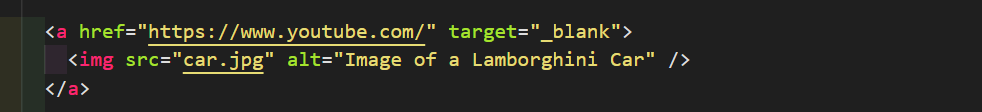 <a href="https://www.youtube.com/" target="_blank">
<img src="car.jpg" alt="Image of a Lamborghini Car" />
</a>